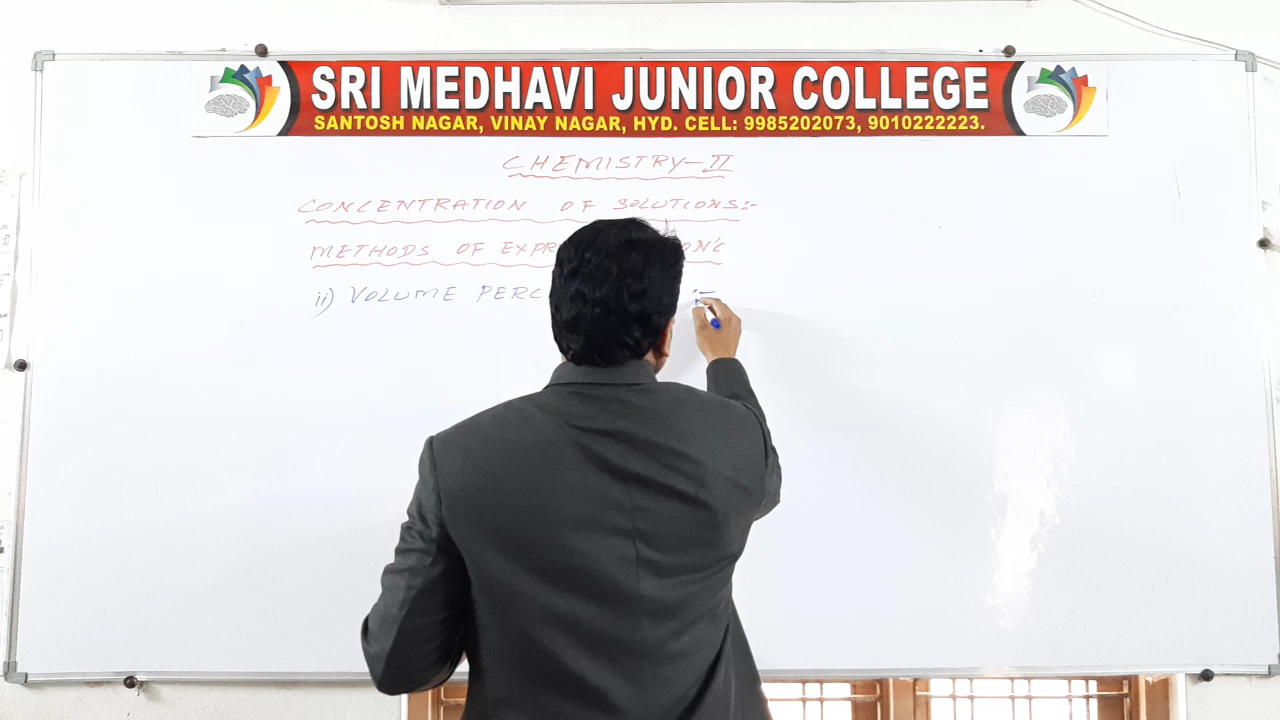 SRI MEDHAVI JUNIOR COLLEGE
SANTOSH NAGAR, VINAY NAGAR, HYD. CELL: 9985202073, 9010222223.
CHEMISTRY-II
CONCENTRATION OF SOLUTIONS:-
METHODS OF
ii) VOLUME :-